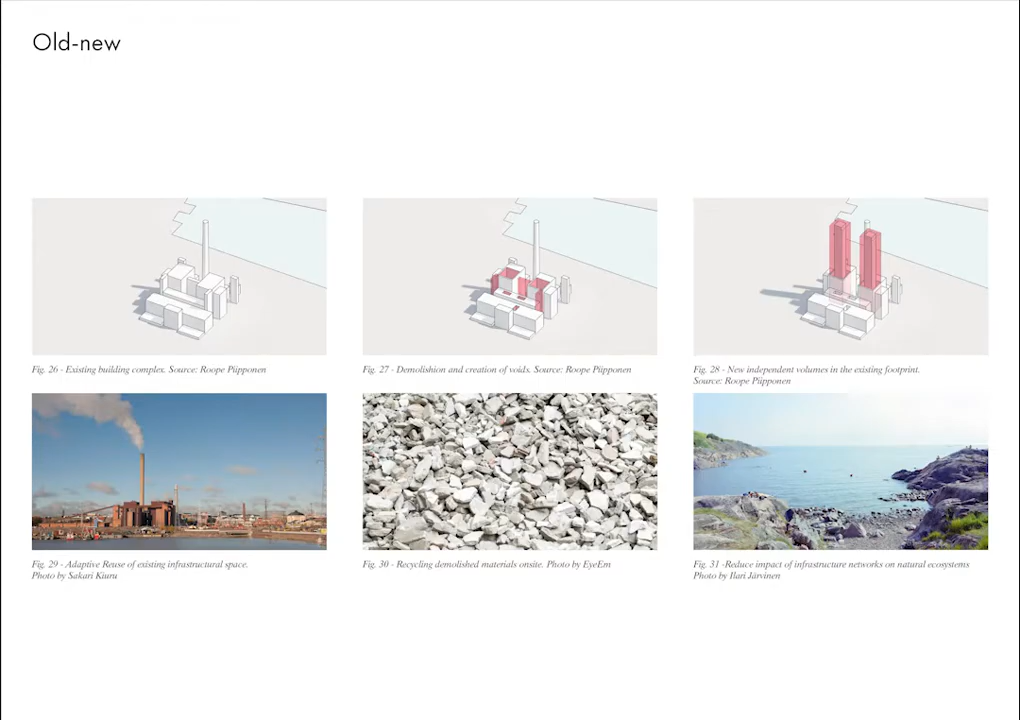 Old-new
Fig. 26 - Existing building complex. Source: Roope Piipponen
Fig. 27 - Demolishion and creation of voids. Source: Roope Piipponen
Fig. 28 - New independent volumes in the existing footprint.
Source: Roope Piipponen
Fig. 29 - Adaptive Reuse of existing infrastructural space.
Photo by Sakari Kiuru
Fig. 30 - Recycling demolished materials onsite. Photo by EyeEm
Fig. 31 -Reduce impact of infrastructure networks on natural ecosystems
Photo by Ilari Järvinen